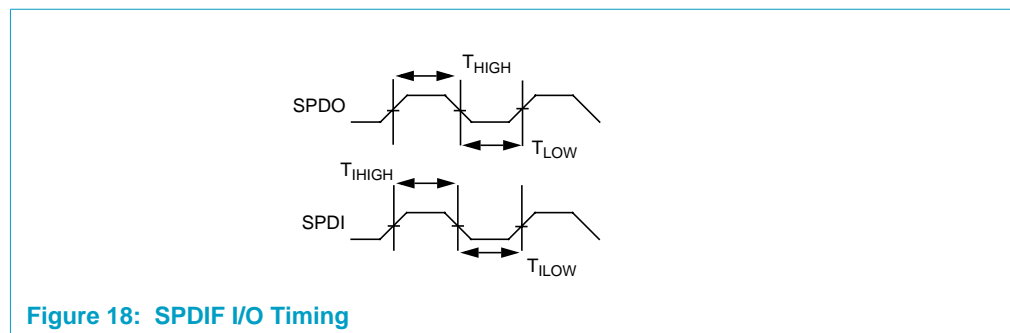 THIGH
SPDO
TLOW
TIHIGH
SPDI
TILOW
Figure 18: SPDIF I/O Timing